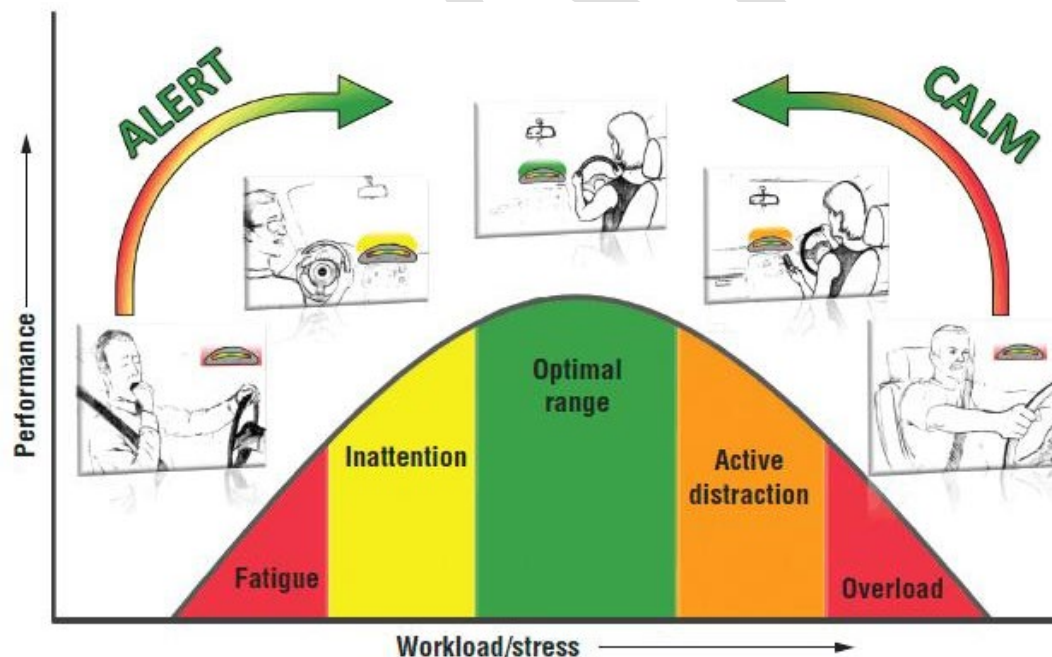 ALERT
CALM
Performance
Optimal
range
Inattention
Active
distraction
Fatigue
Overload
Workload/stress